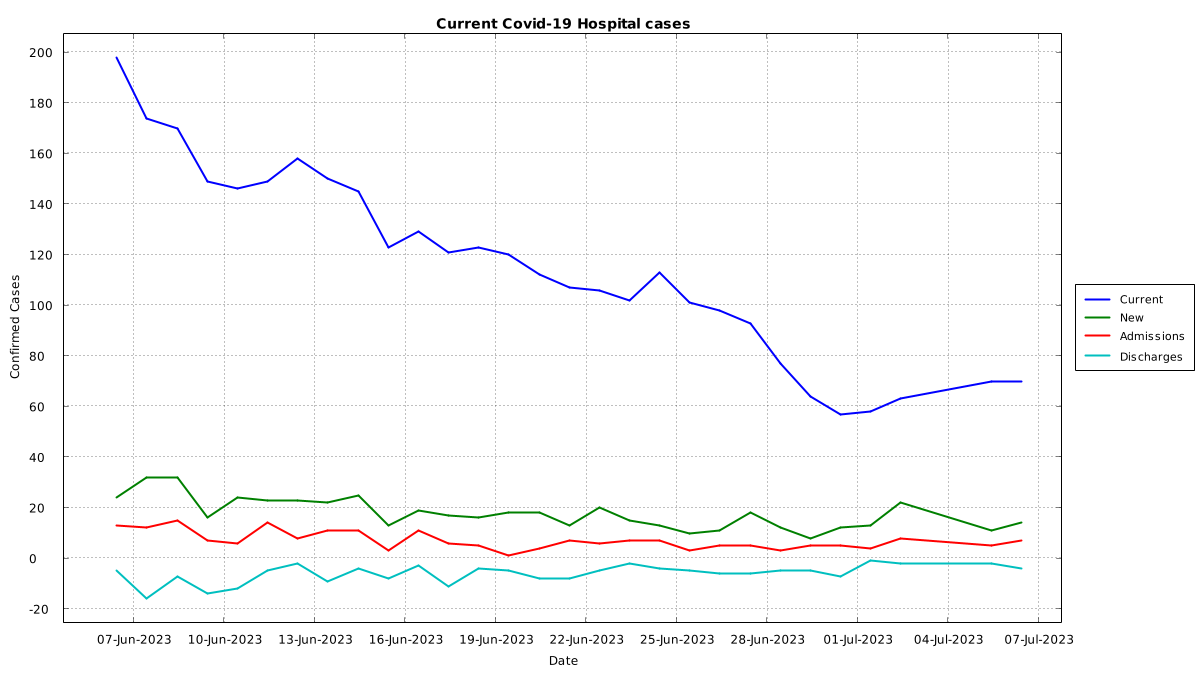 Current Covid-19 Hospital cases
200
180
160
140
120
100
80
60
40
20
0
-20
Confirmed Cases
07-Jun-2023 10-Jun-2023 13-Jun-2023 16-Jun-2023 19-Jun-2023 22-Jun-2023 25-Jun-2023 28-Jun-2023 01-Jul-2023 04-Jul-2023 07-Jul-2023
Date
Current
New
Admissions
Discharges